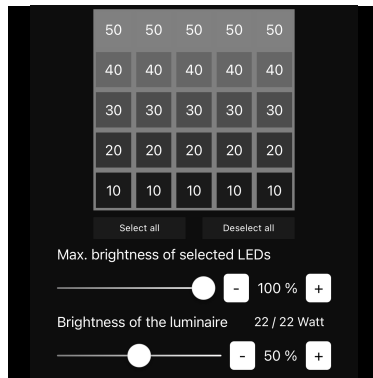 50 50 50 50 50
40 40 40 40 40
30 30 30 30 30
20 20 20 20 20
10 10 10 10 10
Select all Deselect all
Max. brightness of selected LEDs
- 100 % +
Brightness of the luminaire 22 / 22 Watt
- 50 % +